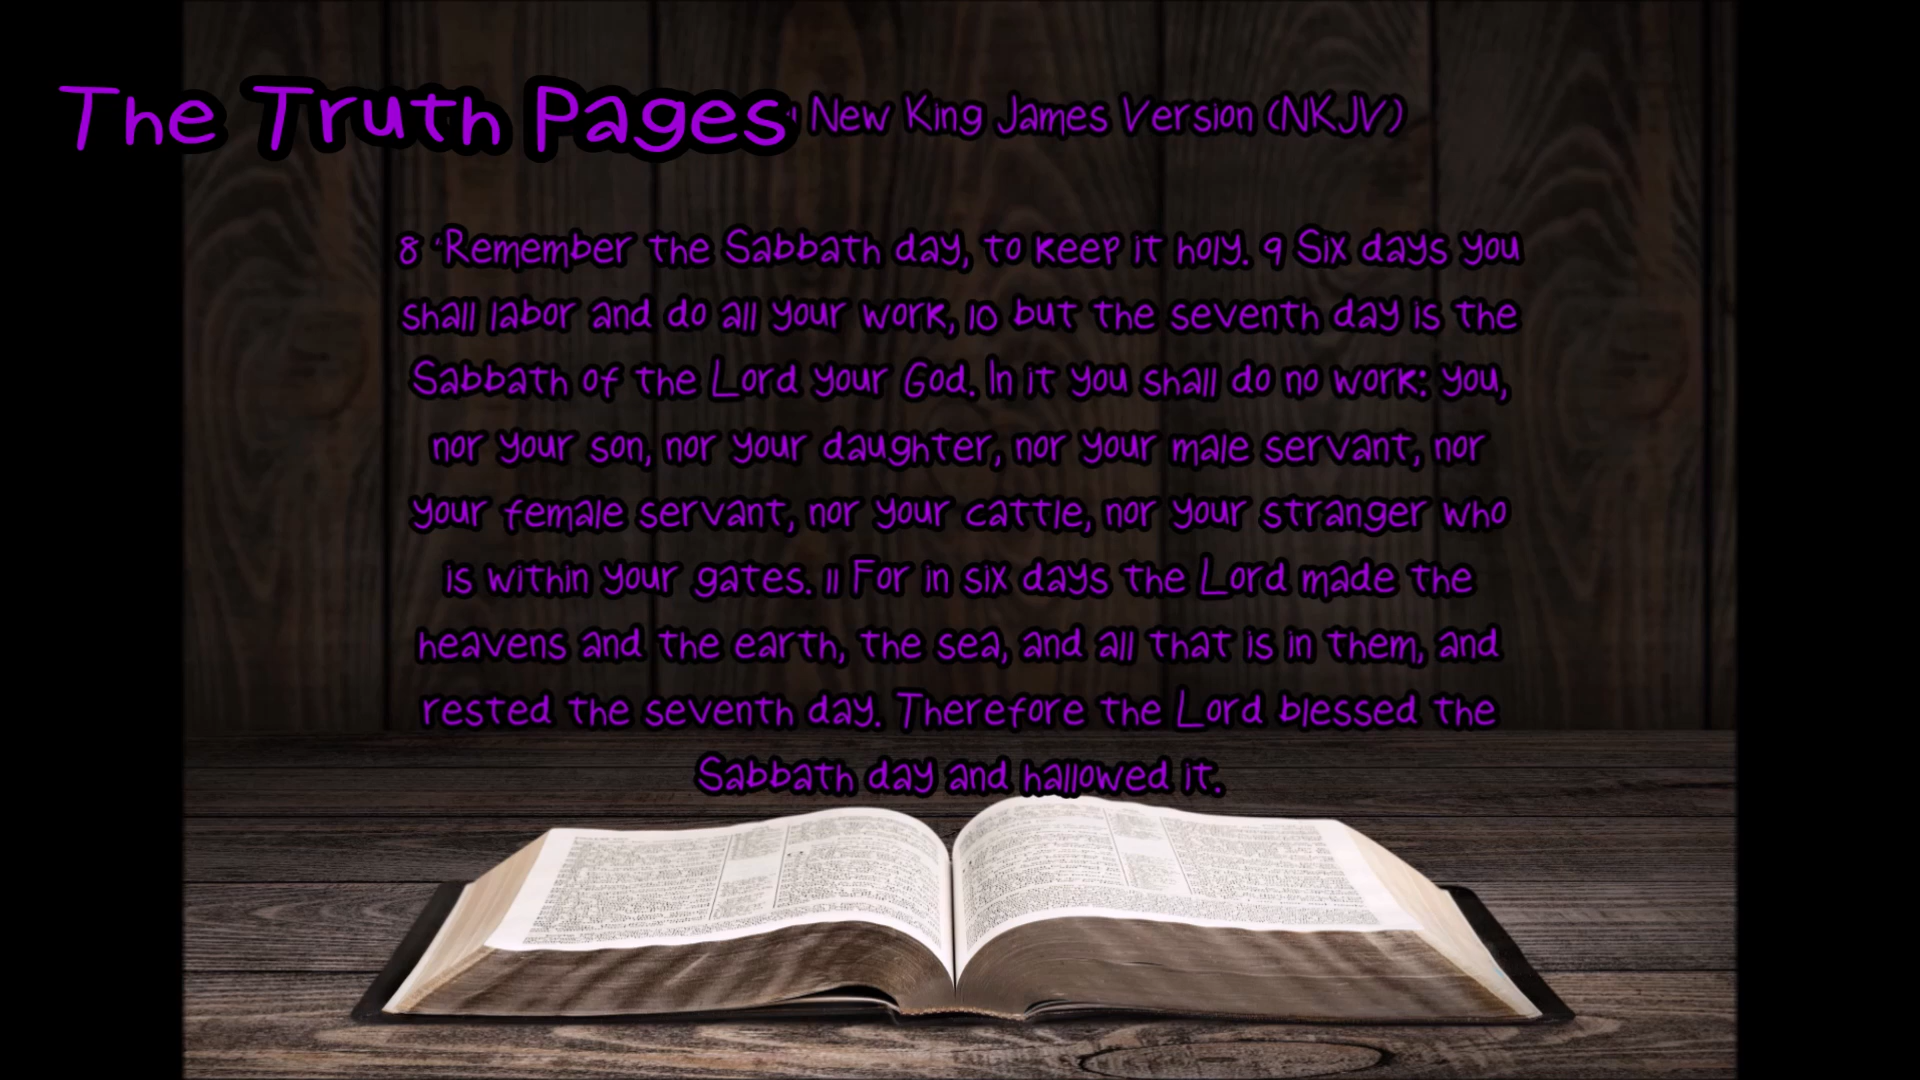 The Truth Pages New King James Version (NKJV)
8 "Remember the Sabbath day, to keep it holy. 9 Six days you
shall labor and do all your work, 10 but the seventh day is the
Sabbath of the Lord your God. In it you shall do no work: you,
nor your son, nor your daughter, nor your male servant, nor
your female servant, nor your cattle, nor your stranger who
is within your gates. 11 For in six days the Lord made the
heavens and the earth, the sea, and all that is in them, and
rested the seventh day. Therefore the Lord blessed the
Sabbath day and hallowed it.